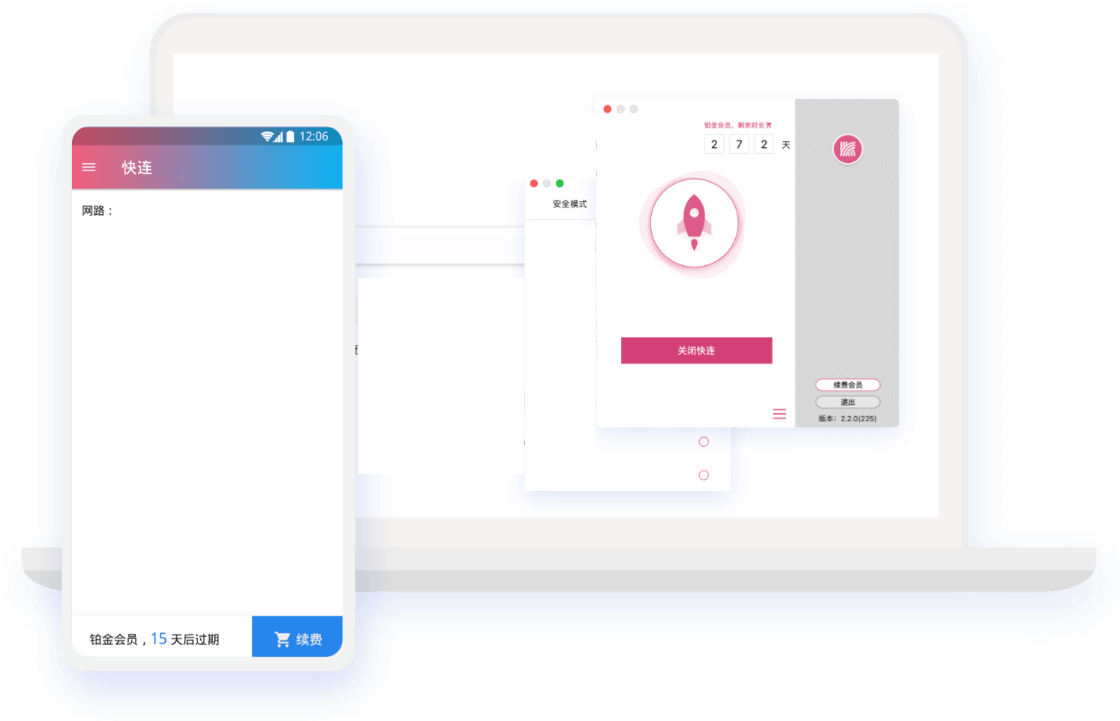 12:06
快连
网路：
铂金会员，15 天后过期
续费
安全模式
铂金会员，剩余时长
2 7 2 天
关闭快连
续费会员
退出
版本：2.2.0(225)